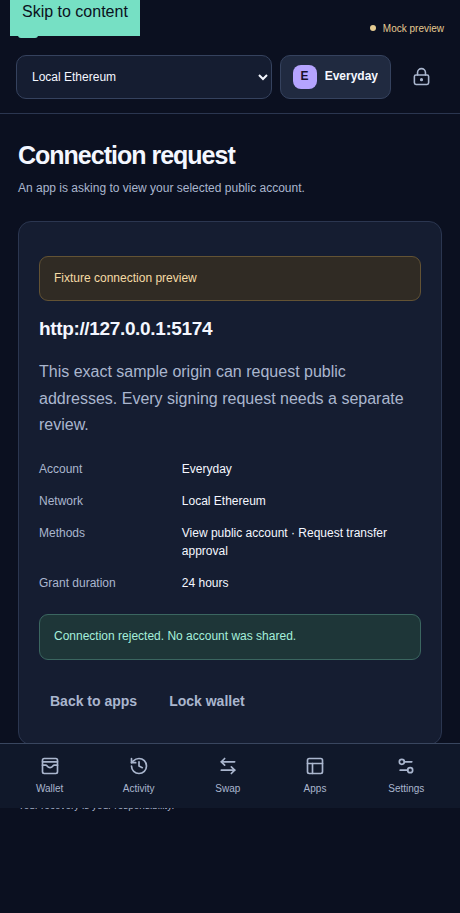 Skip to content
Mock preview
Local Ethereum
E Everyday
Connection request
An app is asking to view your selected public account.
Fixture connection preview
http://127.0.0.1:5174
This exact sample origin can request public
addresses. Every signing request needs a separate
review.
Account Everyday
Network Local Ethereum
Methods View public account · Request transfer
approval
Grant duration 24 hours
Connection rejected. No account was shared.
Back to apps Lock wallet
Wallet Activity Swap Apps Settings